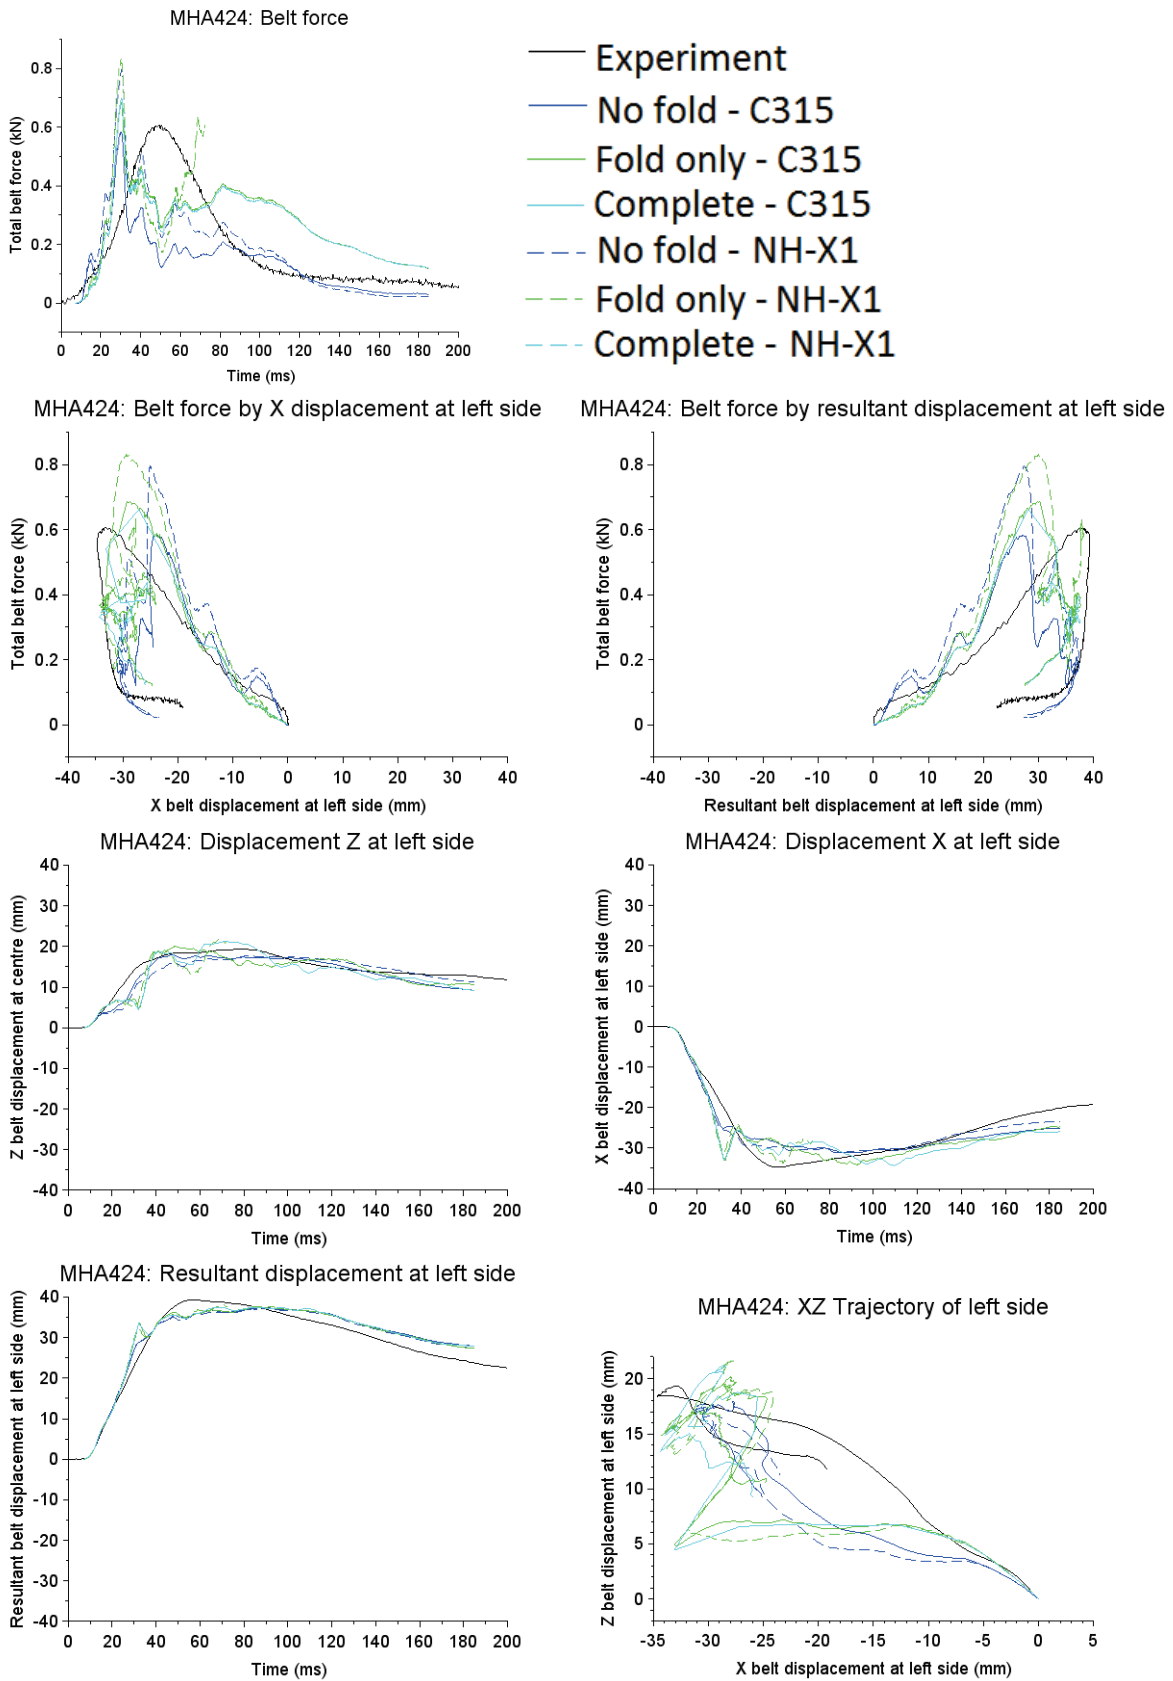 MHA424: Belt force
Total belt force (kN)
0.8
0.6
0.4
0.2
0
0 20 40 60 80 100 120 140 160 180 200
Time (ms)
Experiment
No fold - C315
Fold only - C315
Complete - C315
No fold - NH-X1
Fold only - NH-X1
Complete - NH-X1
MHA424: Belt force by X displacement at left side
Total belt force (kN)
0.8
0.6
0.4
0.2
0
-40 -30 -20 -10 0 10 20 30 40
X belt displacement at left side (mm)
MHA424: Belt force by resultant displacement at left side
Total belt force (kN)
0.8
0.6
0.4
0.2
0
-40 -30 -20 -10 0 10 20 30 40
Resultant belt displacement at left side (mm)
MHA424: Displacement Z at left side
Z belt displacement at centre (mm)
40
30
20
10
0
-10
-20
-30
-40
0 20 40 60 80 100 120 140 160 180 200
Time (ms)
MHA424: Displacement X at left side
X belt displacement at left side (mm)
40
30
20
10
0
-10
-20
-30
-40
0 20 40 60 80 100 120 140 160 180 200
Time (ms)
MHA424: Resultant displacement at left side
Resultant belt displacement at left side (mm)
40
30
20
10
0
-10
-20
-30
-40
0 20 40 60 80 100 120 140 160 180 200
Time (ms)
MHA424: XZ Trajectory of left side
Z belt displacement at left side (mm)
20
15
10
5
0
-35 -30 -25 -20 -15 -10 -5 0 5
X belt displacement at left side (mm)